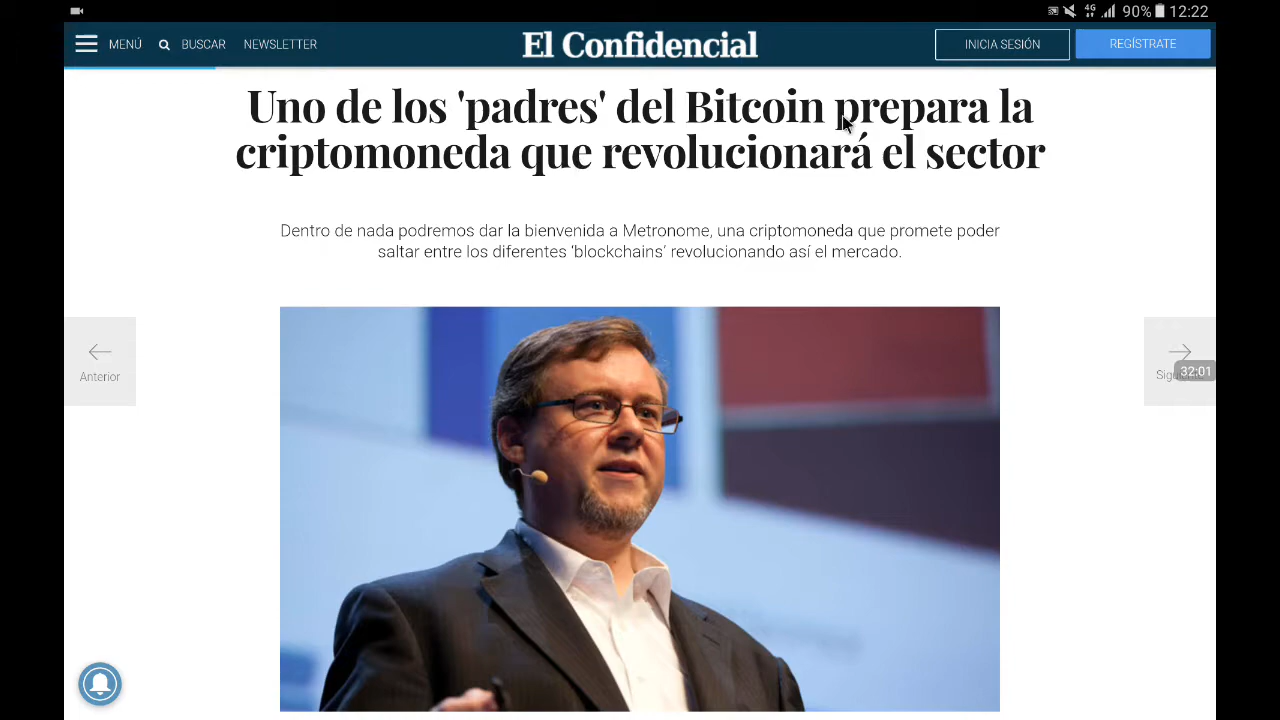 4G 90% 12:22
MENÚ BUSCAR NEWSLETTER El Confidencial INICIA SESIÓN REGÍSTRATE
Uno de los 'padres' del Bitcoin prepara la
criptomoneda que revolucionará el sector
Dentro de nada podremos dar la bienvenida a Metronome, una criptomoneda que promete poder
saltar entre los diferentes ‘blockchains’ revolucionando así el mercado.
Anterior
32:01